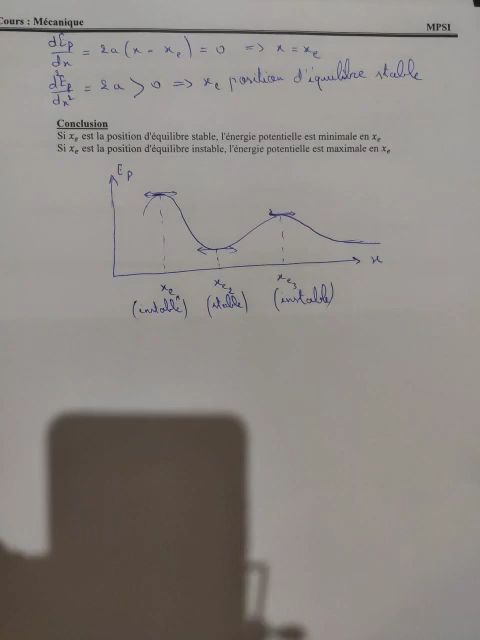 Cours : Mécanique
MPSI
dEp/dx = 2a(x - xe) = 0 => x = xe
d²Ep/dx² = 2a > 0 => xe position d'équilibre stable
Conclusion
Si xe est la position d'équilibre stable, l'énergie potentielle est minimale en xe
Si xe est la position d'équilibre instable, l'énergie potentielle est maximale en xe
Ep
x
xe1 xe2 xe3
(instable) (stable) (instable)